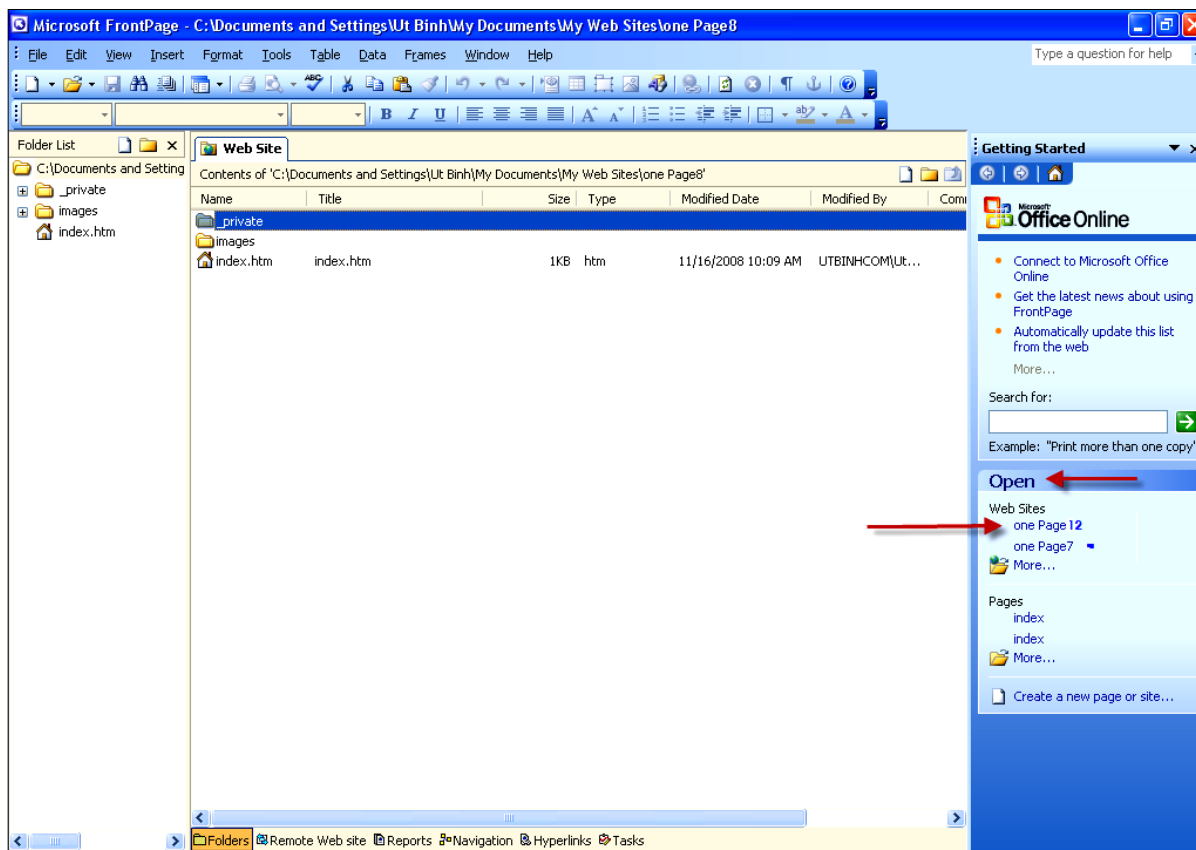 Microsoft FrontPage - C:\Documents and Settings\Ut Binh\My Documents\My Web Sites\one Page8
File Edit View Insert Format Tools Table Data Frames Window Help
Type a question for help
ABC
B I U A A ab A
Folder List
C:\Documents and Setting
_private
images
index.htm
Web Site
Contents of 'C:\Documents and Settings\Ut Binh\My Documents\My Web Sites\one Page8'
Name Title Size Type Modified Date Modified By Com
_private
images
index.htm index.htm 1KB htm 11/16/2008 10:09 AM UTBINHCOM\Ut...
Folders Remote Web site Reports Navigation Hyperlinks Tasks
Getting Started
Microsoft
Office Online
Connect to Microsoft Office
Online
Get the latest news about using
FrontPage
Automatically update this list
from the web
More...
Search for:
Example: "Print more than one copy"
Open
Web Sites
one Page 12
one Page7
More...
Pages
index
index
More...
Create a new page or site...